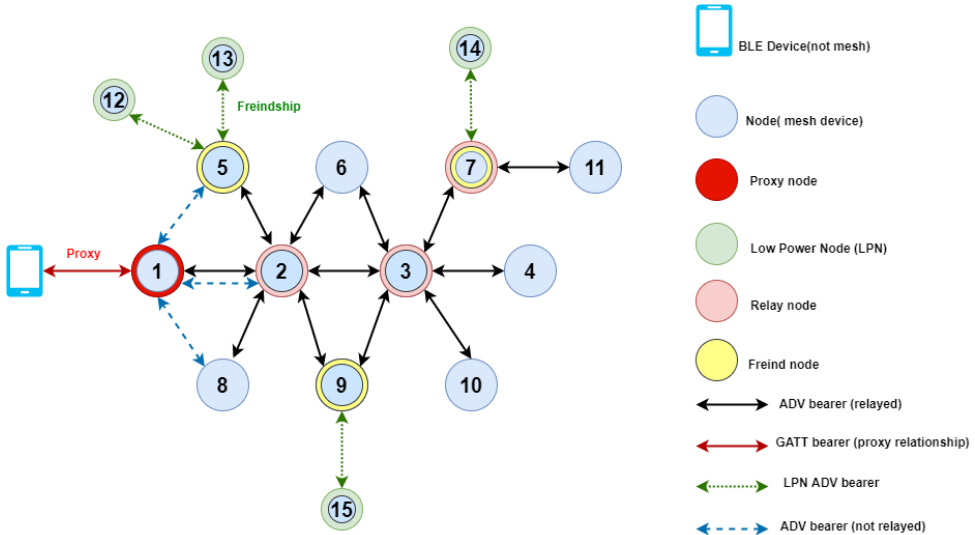 13
14
BLE Device(not mesh)
12
Freindship
Node( mesh device)
5
6
7
11
Proxy node
Low Power Node (LPN)
Proxy
1
2
3
4
Relay node
8
9
10
Freind node
ADV bearer (relayed)
GATT bearer (proxy relationship)
LPN ADV bearer
15
ADV bearer (not relayed)